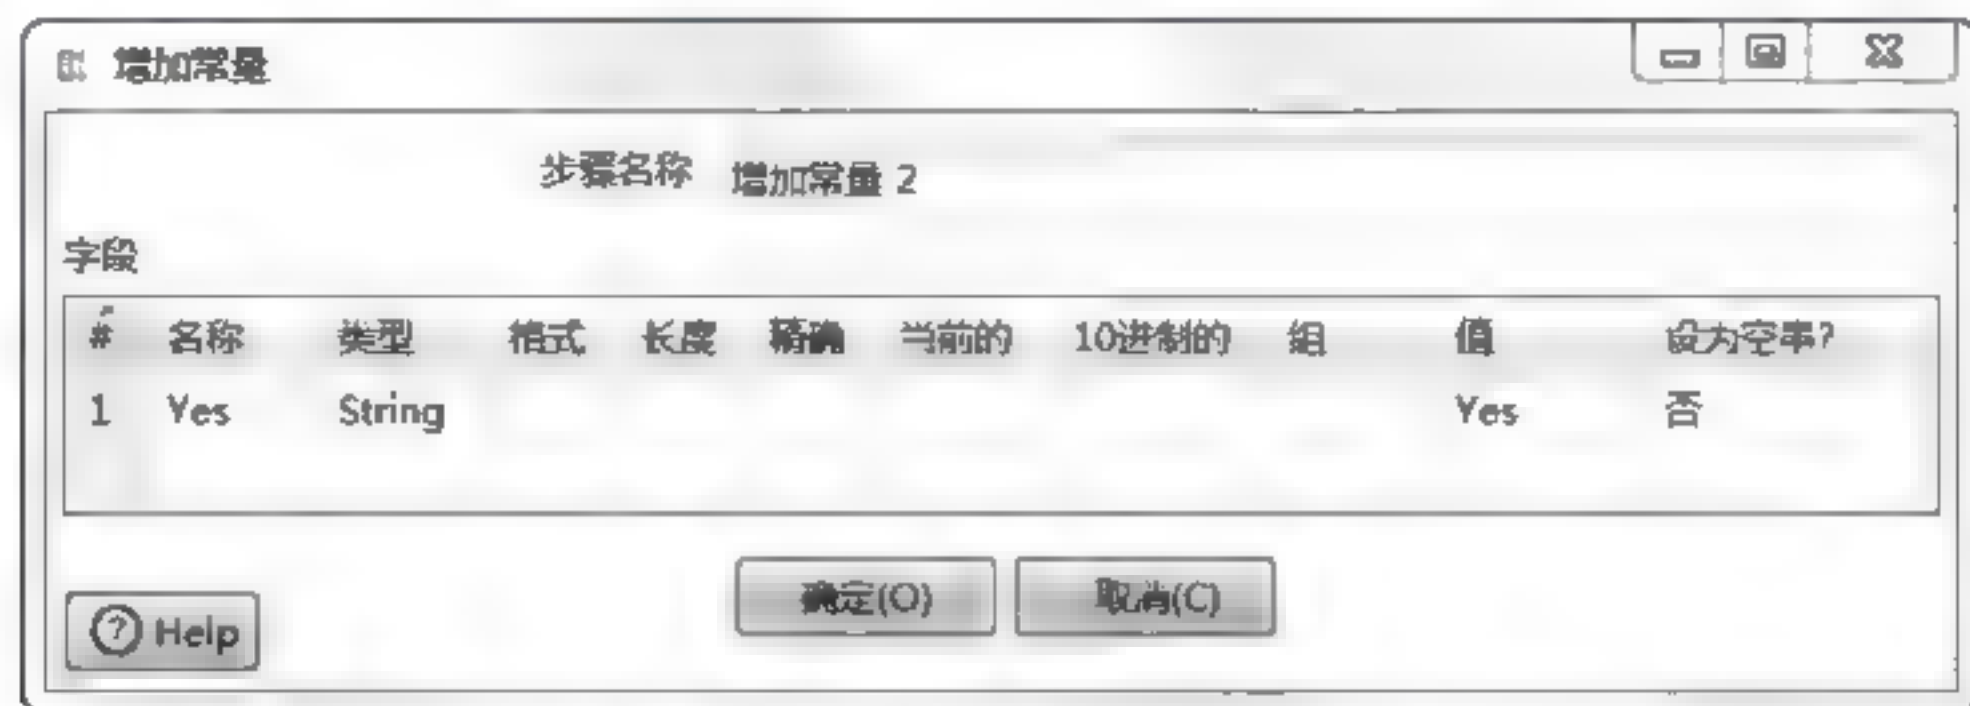 增加常量
步骤名称 增加常量 2
字段
# 名称 类型 格式 长度 精确 当前的 10进制的 组 值 设为空串?
1 Yes String Yes 否
确定(O) 取消(C)
Help